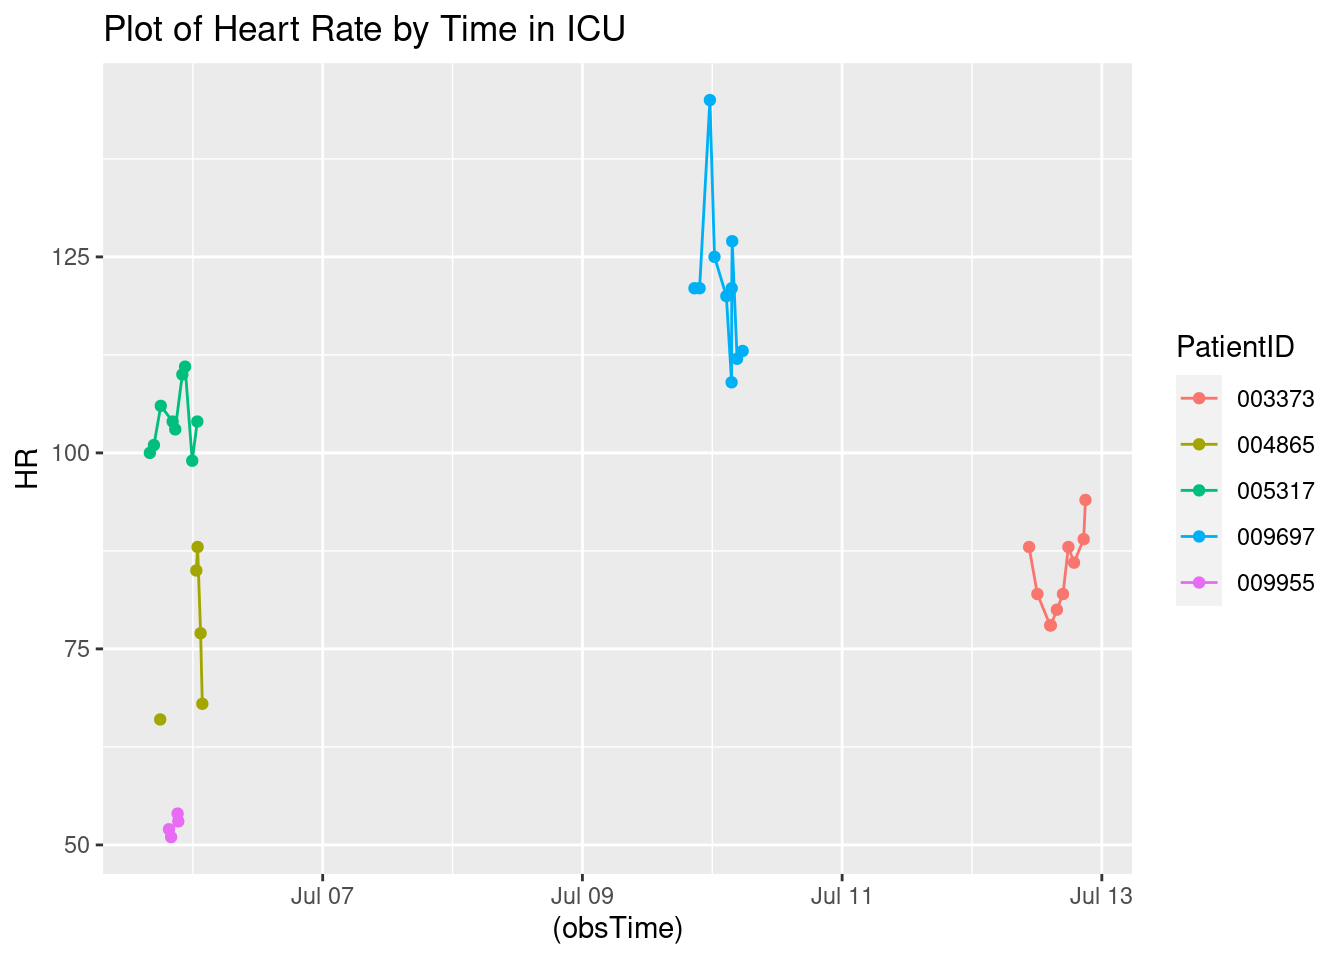 Plot of Heart Rate by Time in ICU
HR
125
100
75
50
Jul 07
Jul 09
Jul 11
Jul 13
(obsTime)
PatientID
003373
004865
005317
009697
009955